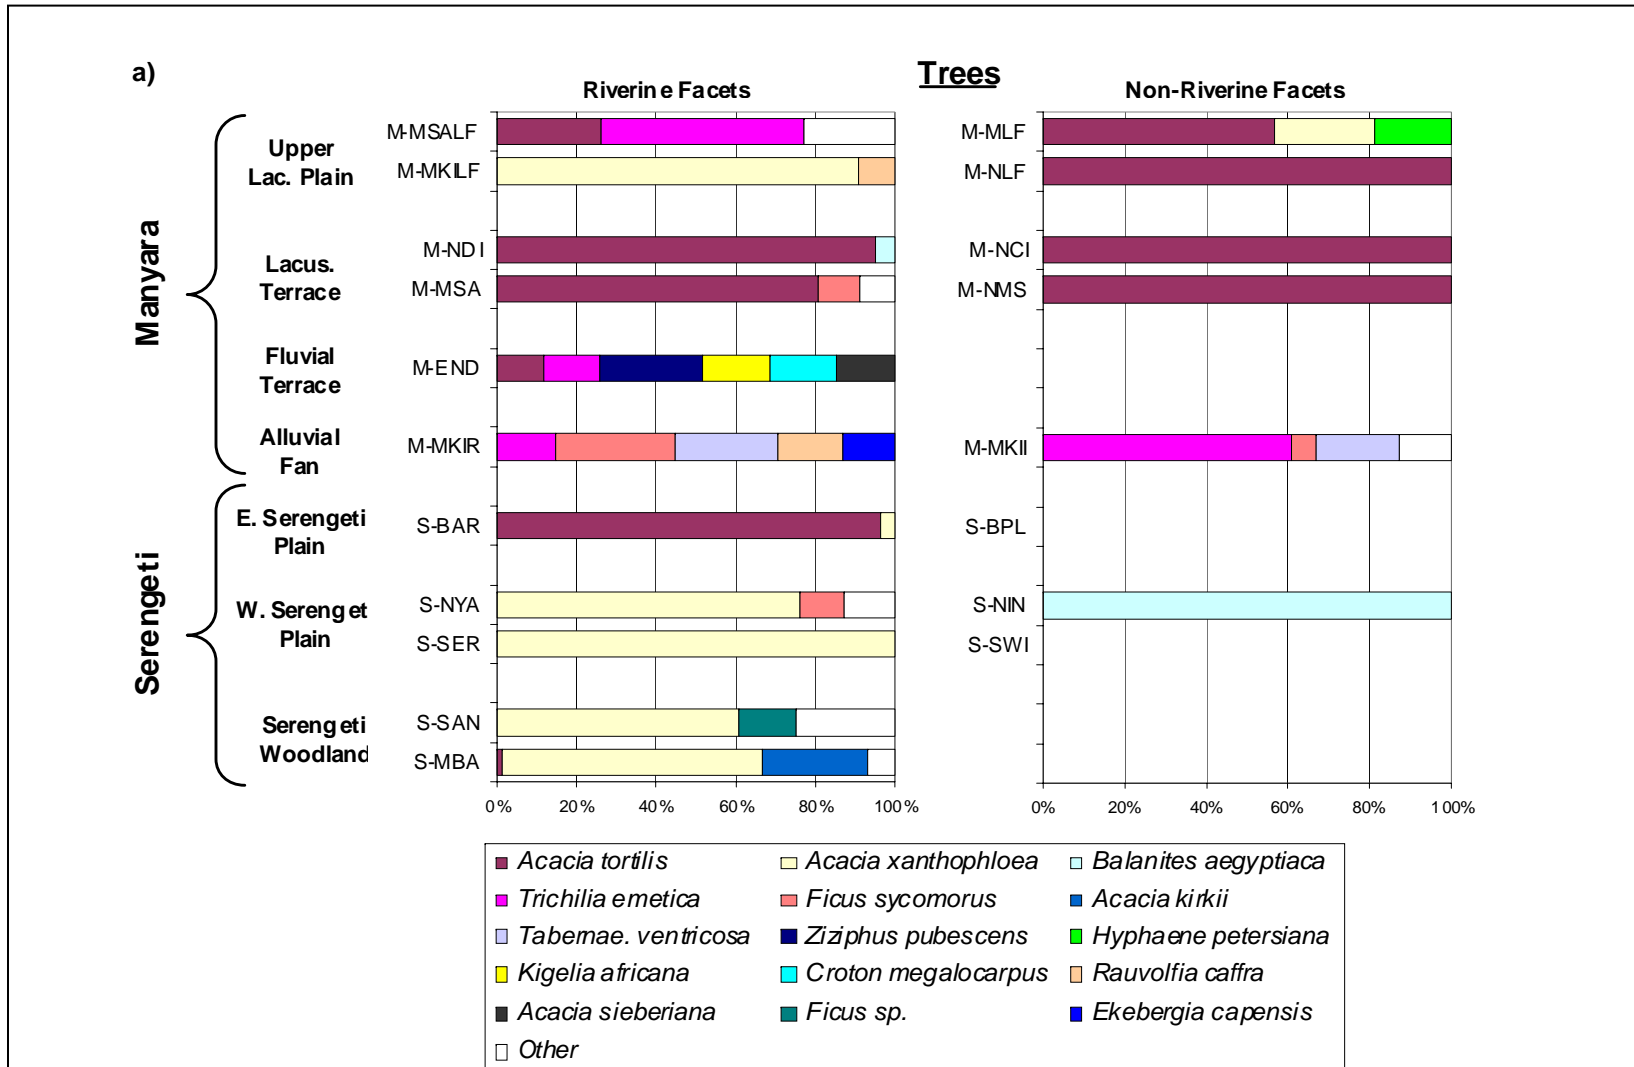 a)
Trees
Riverine Facets
Non-Riverine Facets
Manyara
Upper
Lac. Plain
Lacus.
Terrace
Fluvial
Terrace
Alluvial
Fan
Serengeti
E. Serengeti
Plain
W. Serenget
Plain
Serengeti
Woodland
M-MSALF
M-MKILF
M-NDI
M-MSA
M-END
M-MKIR
S-BAR
S-NYA
S-SER
S-SAN
S-MBA
0% 20% 40% 60% 80% 100%
M-MLF
M-NLF
M-NCI
M-NMS
M-MKII
S-BPL
S-NIN
S-SWI
0% 20% 40% 60% 80% 100%
Acacia tortilis Acacia xanthophloea Balanites aegyptiaca
Trichilia emetica Ficus sycomorus Acacia kirkii
Tabernae. ventricosa Ziziphus pubescens Hyphaene petersiana
Kigelia africana Croton megalocarpus Rauvolfia caffra
Acacia sieberiana Ficus sp. Ekebergia capensis
Other